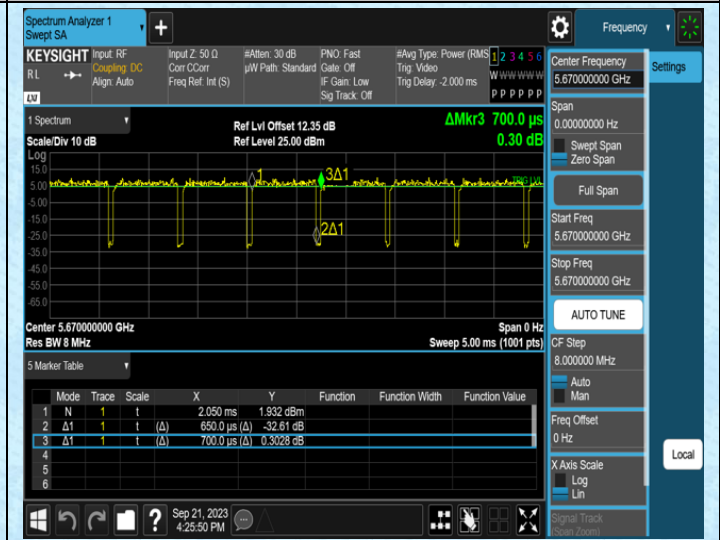 Spectrum Analyzer 1
Swept SA
+
Frequency
KEYSIGHT
RL
LXI
Input: RF
Coupling: DC
Align: Auto
Input Z: 50 Ω
Corr CCorr
Freq Ref: Int (S)
#Atten: 30 dB
µW Path: Standard
PNO: Fast
Gate: Off
IF Gain: Low
Sig Track: Off
#Avg Type: Power (RMS
Trig: Video
Trig Delay: -2.000 ms
1 2 3 4 5 6
W W W W W W
P P P P P P
1 Spectrum
Scale/Div 10 dB
Ref Lvl Offset 12.35 dB
Ref Level 25.00 dBm
ΔMkr3 700.0 µs
0.30 dB
Log
15.0
5.00
-5.00
-15.0
-25.0
-35.0
-45.0
-55.0
-65.0
1
3Δ1
2Δ1
TRIG LVL
Center 5.670000000 GHz
Res BW 8 MHz
Span 0 Hz
Sweep 5.00 ms (1001 pts)
5 Marker Table
Mode Trace Scale X Y Function Function Width Function Value
1 N 1 t 2.050 ms 1.932 dBm
2 Δ1 1 t (Δ) 650.0 µs (Δ) -32.61 dB
3 Δ1 1 t (Δ) 700.0 µs (Δ) 0.3028 dB
4
5
6
?
Sep 21, 2023
4:25:50 PM
Center Frequency
5.670000000 GHz
Span
0.00000000 Hz
Swept Span
Zero Span
Full Span
Start Freq
5.670000000 GHz
Stop Freq
5.670000000 GHz
AUTO TUNE
CF Step
8.000000 MHz
Auto
Man
Freq Offset
0 Hz
X Axis Scale
Log
Lin
Signal Track
(Span Zoom)
Settings
Local